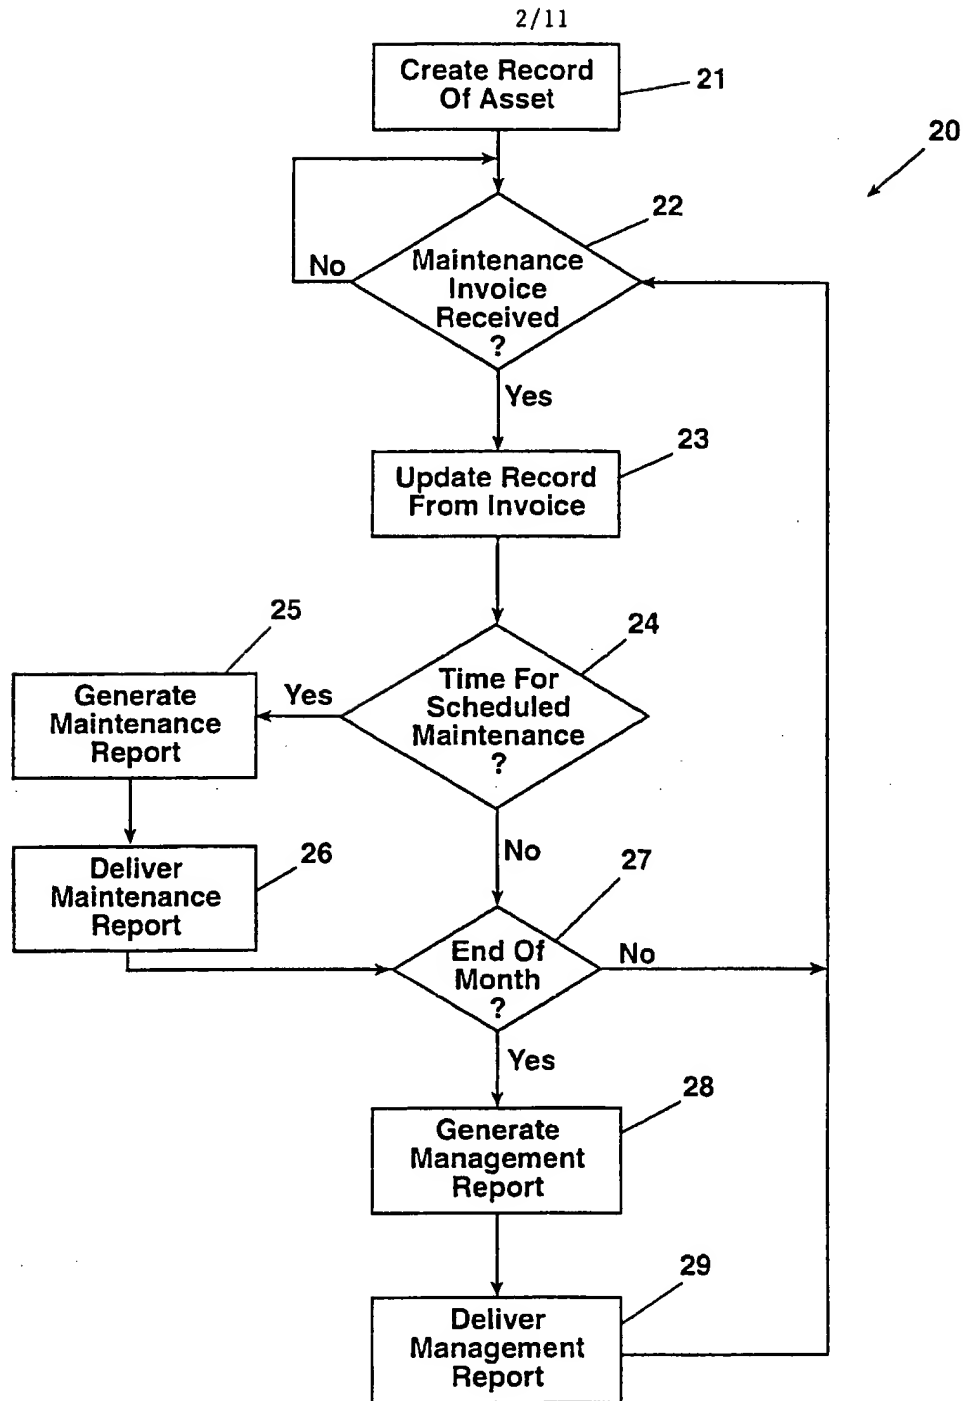 2/11
Create Record
Of Asset
21
20
22
No
Maintenance
Invoice
Received
?
Yes
23
Update Record
From Invoice
25
24
Generate
Maintenance
Report
Yes
Time For
Scheduled
Maintenance
?
No
26
Deliver
Maintenance
Report
27
End Of
Month
?
No
Yes
28
Generate
Management
Report
29
Deliver
Management
Report